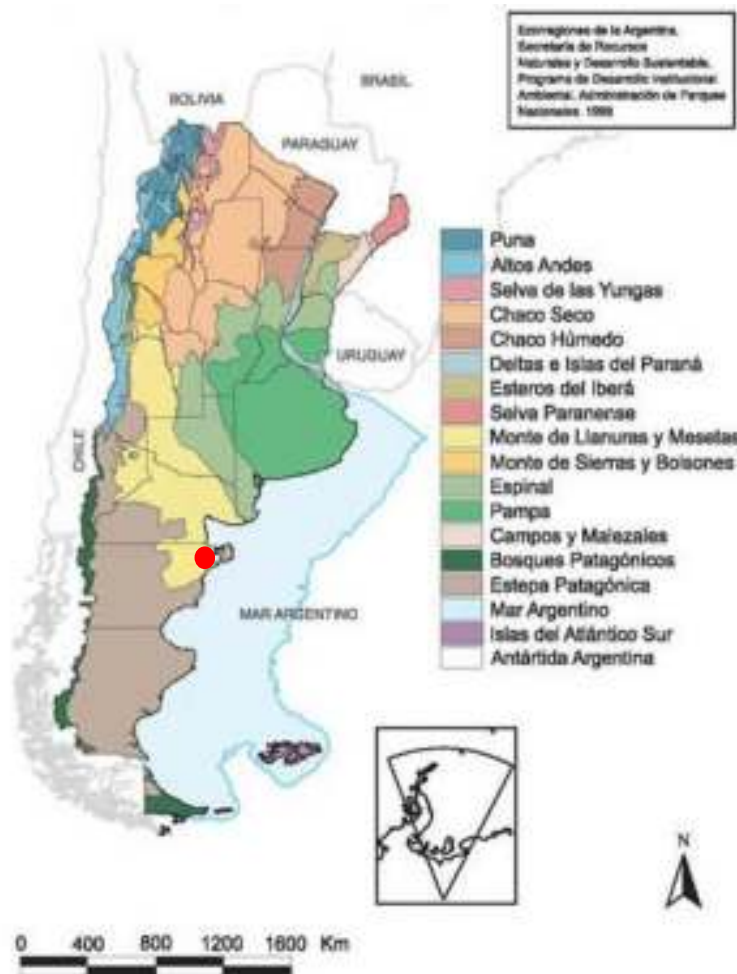 Ecorregiones de la Argentina.
Secretaría de Recursos
Naturales y Desarrollo Sustentable.
Programa de Desarrollo Institucional
Ambiental. Administración de Parques
Nacionales. 1999
BRASIL
BOLIVIA
PARAGUAY
URUGUAY
CHILE
MAR ARGENTINO
Puna
Altos Andes
Selva de las Yungas
Chaco Seco
Chaco Húmedo
Deltas e Islas del Paraná
Esteros del Iberá
Selva Paranense
Monte de Llanuras y Mesetas
Monte de Sierras y Bolsones
Espinal
Pampa
Campos y Malezales
Bosques Patagónicos
Estepa Patagónica
Mar Argentino
Islas del Atlántico Sur
Antártida Argentina
N
0 400 800 1200 1600 Km